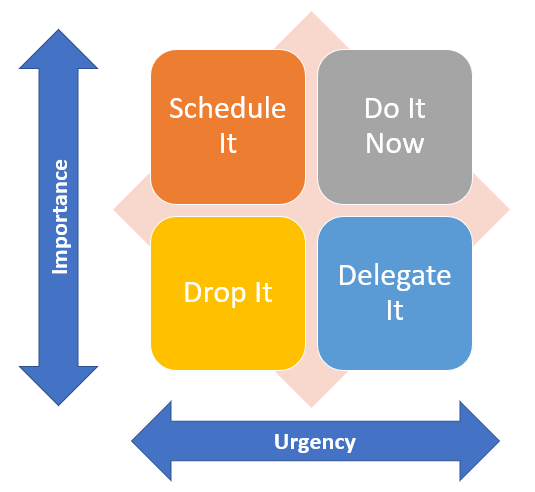 Schedule
It
Do It
Now
Importance
Drop It
Delegate
It
Urgency